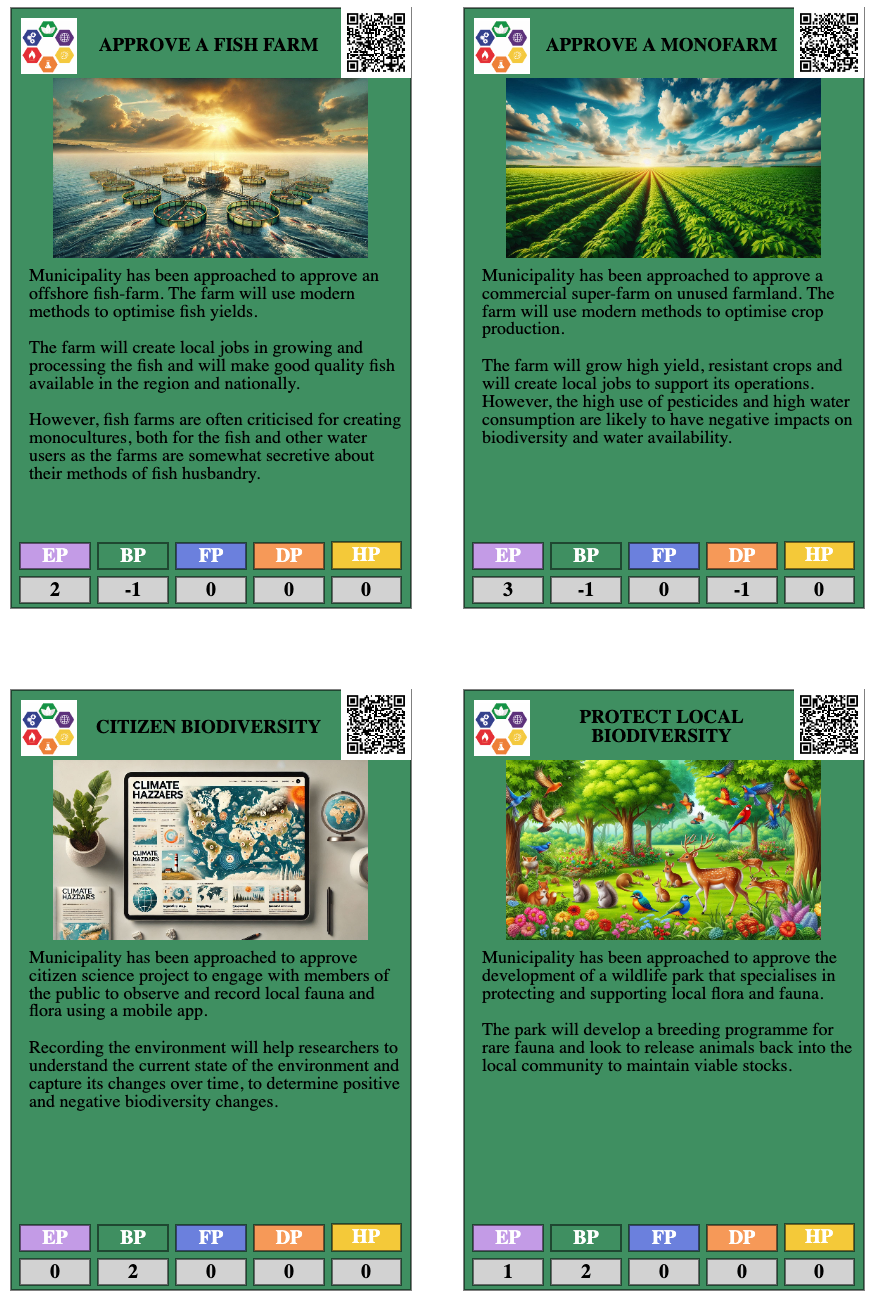 APPROVE A FISH FARM
Municipality has been approached to approve an
offshore fish-farm. The farm will use modern
methods to optimise fish yields.
The farm will create local jobs in growing and
processing the fish and will make good quality fish
available in the region and nationally.
However, fish farms are often criticised for creating
monocultures, both for the fish and other water
users as the farms are somewhat secretive about
their methods of fish husbandry.
EP BP FP DP HP
2 -1 0 0 0
APPROVE A MONOFARM
Municipality has been approached to approve a
commercial super-farm on unused farmland. The
farm will use modern methods to optimise crop
production.
The farm will grow high yield, resistant crops and
will create local jobs to support its operations.
However, the high use of pesticides and high water
consumption are likely to have negative impacts on
biodiversity and water availability.
EP BP FP DP HP
3 -1 0 -1 0
CITIZEN BIODIVERSITY
CLIMATE
HAZZAERS
CLIMATE
HAZDARS
CLIMATE
HAZDARS
Municipality has been approached to approve
citizen science project to engage with members of
the public to observe and record local fauna and
flora using a mobile app.
Recording the environment will help researchers to
understand the current state of the environment and
capture its changes over time, to determine positive
and negative biodiversity changes.
EP BP FP DP HP
0 2 0 0 0
PROTECT LOCAL
BIODIVERSITY
Municipality has been approached to approve the
development of a wildlife park that specialises in
protecting and supporting local flora and fauna.
The park will develop a breeding programme for
rare fauna and look to release animals back into the
local community to maintain viable stocks.
EP BP FP DP HP
1 2 0 0 0